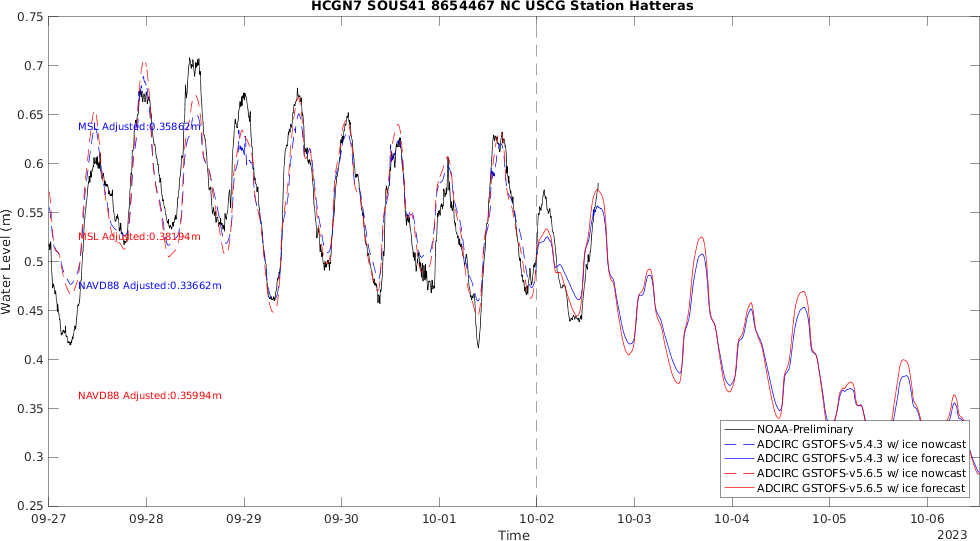 HCGN7 SOUS41 8654467 NC USCG Station Hatteras
Water Level (m)
0.75
0.7
0.65
0.6
0.55
0.5
0.45
0.4
0.35
0.3
0.25
MSL Adjusted:0.35862m
MSL Adjusted:0.38194m
NAVD88 Adjusted:0.33662m
NAVD88 Adjusted:0.35994m
NOAA-Preliminary
ADCIRC GSTOFS-v5.4.3 w/ ice nowcast
ADCIRC GSTOFS-v5.4.3 w/ ice forecast
ADCIRC GSTOFS-v5.6.5 w/ ice nowcast
ADCIRC GSTOFS-v5.6.5 w/ ice forecast
09-27 09-28 09-29 09-30 10-01 10-02 10-03 10-04 10-05 10-06
Time
2023